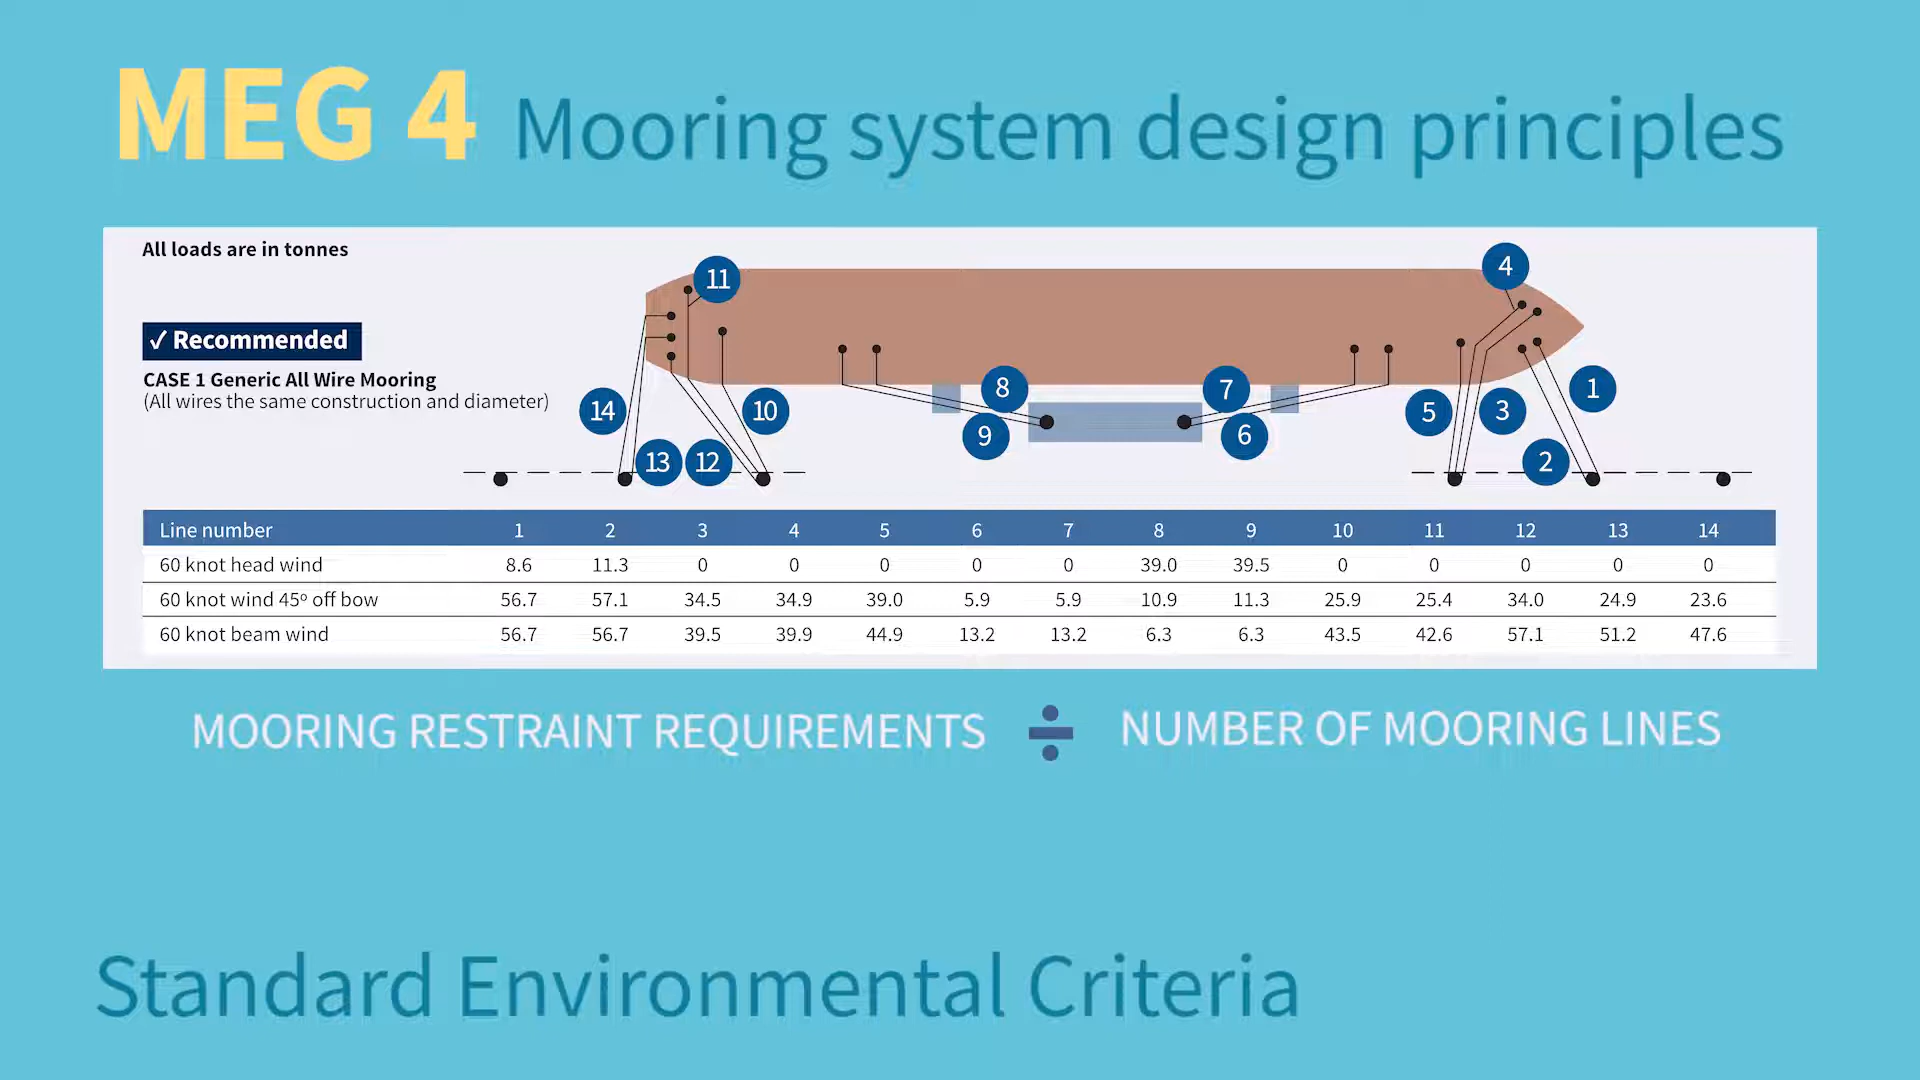 MEG 4 Mooring system design principles
All loads are in tonnes
✓ Recommended
CASE 1 Generic All Wire Mooring
(All wires the same construction and diameter)
11
4
14
10
8
7
5
3
1
9
6
13
12
2
Line number 1 2 3 4 5 6 7 8 9 10 11 12 13 14
60 knot head wind 8.6 11.3 0 0 0 0 0 39.0 39.5 0 0 0 0 0
60 knot wind 45º off bow 56.7 57.1 34.5 34.9 39.0 5.9 5.9 10.9 11.3 25.9 25.4 34.0 24.9 23.6
60 knot beam wind 56.7 56.7 39.5 39.9 44.9 13.2 13.2 6.3 6.3 43.5 42.6 57.1 51.2 47.6
MOORING RESTRAINT REQUIREMENTS ÷ NUMBER OF MOORING LINES
Standard Environmental Criteria